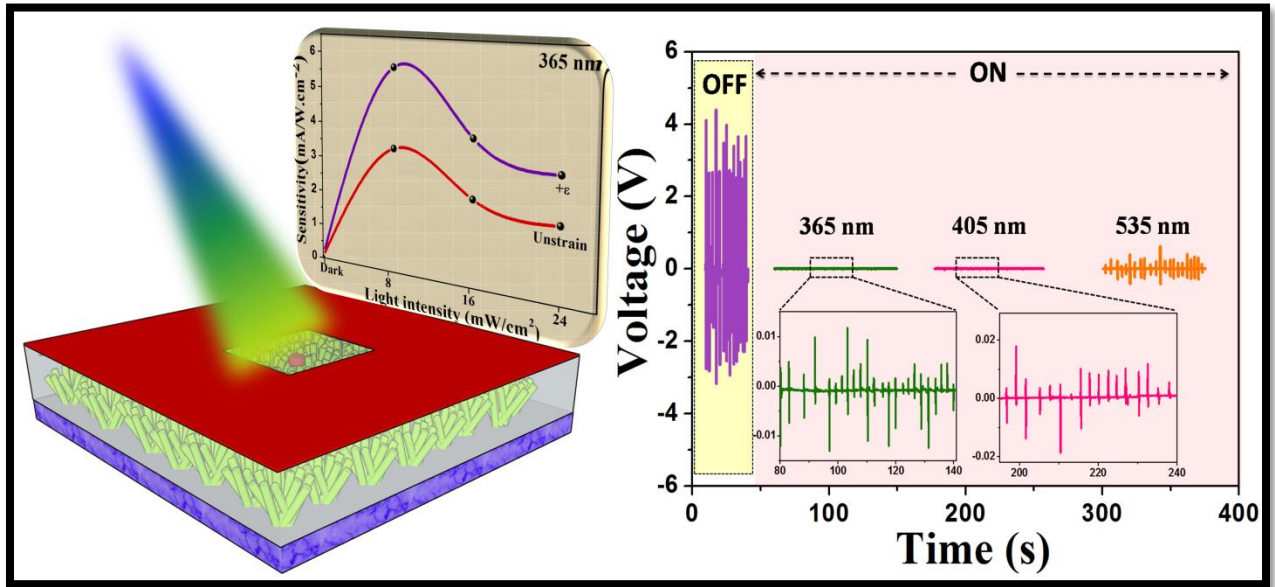 365 nm
Sensitivity(mA/W.cm⁻²)
6
5
4
3
2
1
0
+ε
Unstrain
Dark
8
16
24
Light intensity (mW/cm²)
6
4
2
0
-2
-4
-6
Voltage (V)
OFF
ON
365 nm
405 nm
535 nm
0.01
0.00
-0.01
80
100
120
140
0.02
0.00
-0.02
200
220
240
100
200
300
400
Time (s)